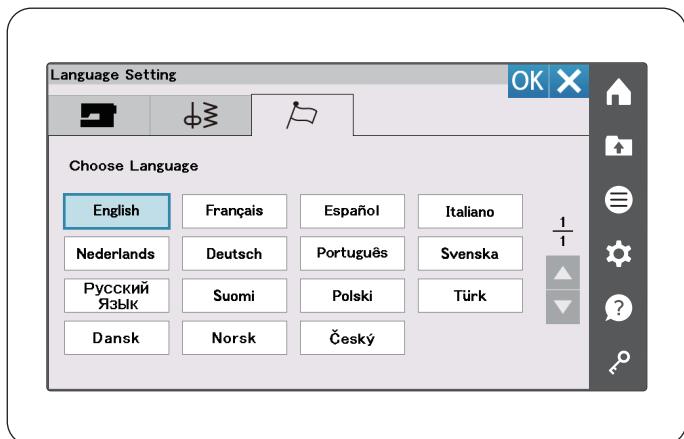 Language Setting
OK
Choose Language
English
Français
Español
Italiano
1
1
Nederlands
Deutsch
Português
Svenska
Русский
Язык
Suomi
Polski
Türk
?
Dansk
Norsk
Český